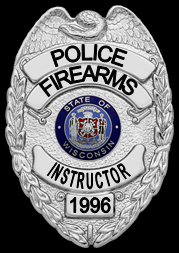 POLICE
FIREARMS
STATE OF
WISCONSIN
INSTRUCTOR
1996